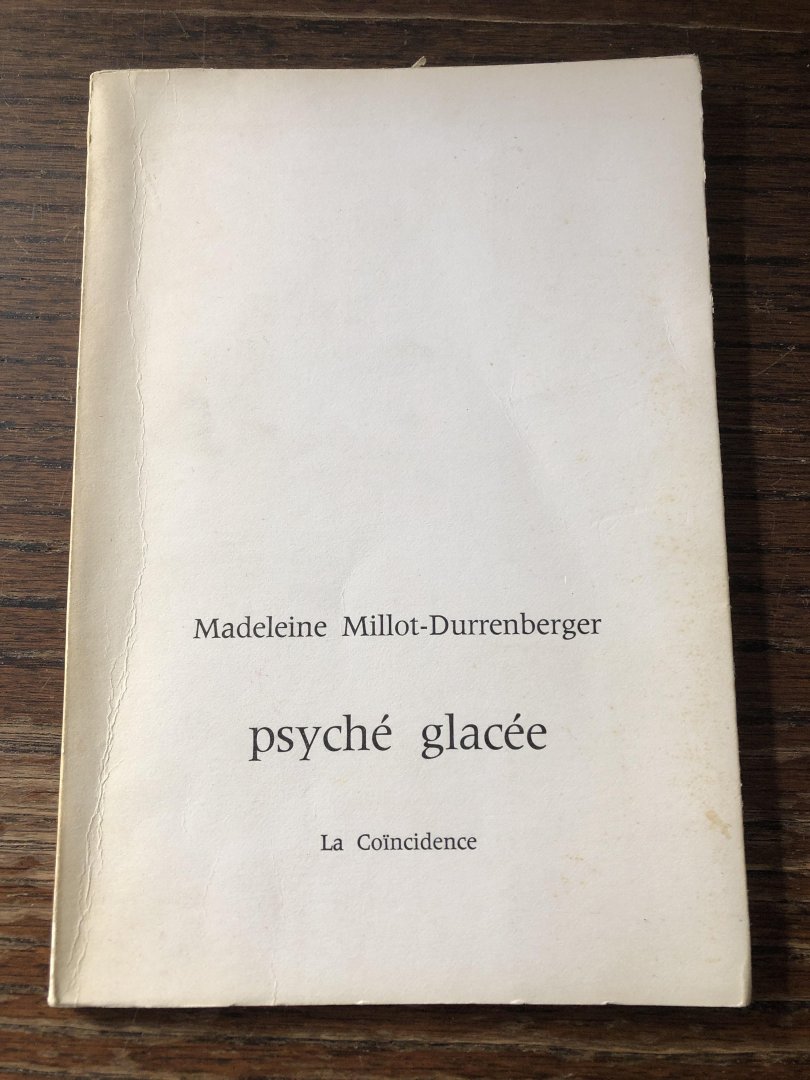 Madeleine Millot-Durrenberger
psyché glacée
La Coïncidence